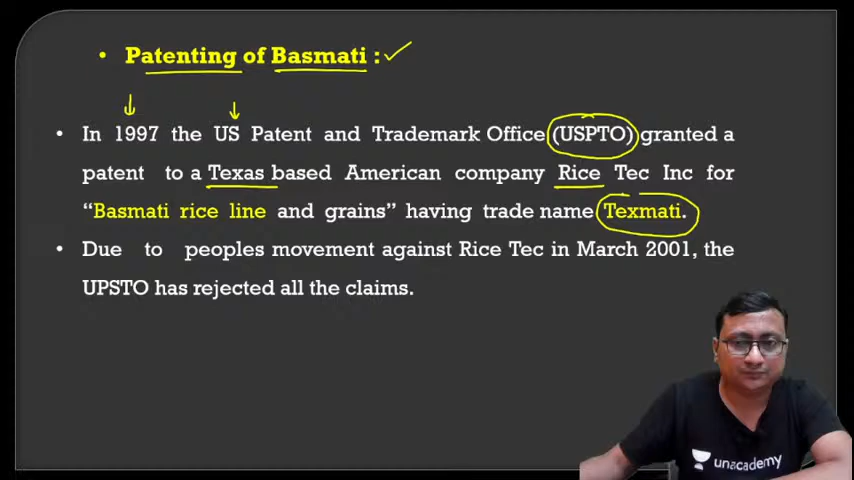 • Patenting of Basmati :
• In 1997 the US Patent and Trademark Office (USPTO) granted a
patent to a Texas based American company Rice Tec Inc for
“Basmati rice line and grains” having trade name Texmati.
• Due to peoples movement against Rice Tec in March 2001, the
UPSTO has rejected all the claims.
unacademy